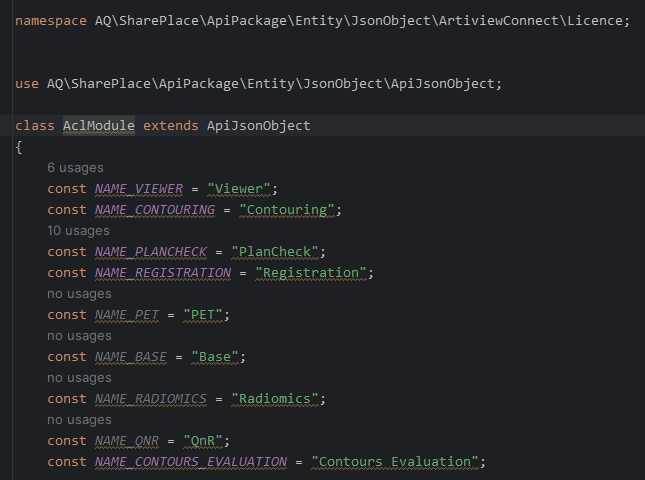 namespace AQ\SharePlace\ApiPackage\Entity\JsonObject\ArtiviewConnect\Licence;
use AQ\SharePlace\ApiPackage\Entity\JsonObject\ApiJsonObject;
class AclModule extends ApiJsonObject
{
6 usages
const NAME_VIEWER = "Viewer";
const NAME_CONTOURING = "Contouring";
10 usages
const NAME_PLANCHECK = "PlanCheck";
const NAME_REGISTRATION = "Registration";
no usages
const NAME_PET = "PET";
no usages
const NAME_BASE = "Base";
no usages
const NAME_RADIOMICS = "Radiomics";
no usages
const NAME_QNR = "QnR";
const NAME_CONTOURS_EVALUATION = "Contours Evaluation";